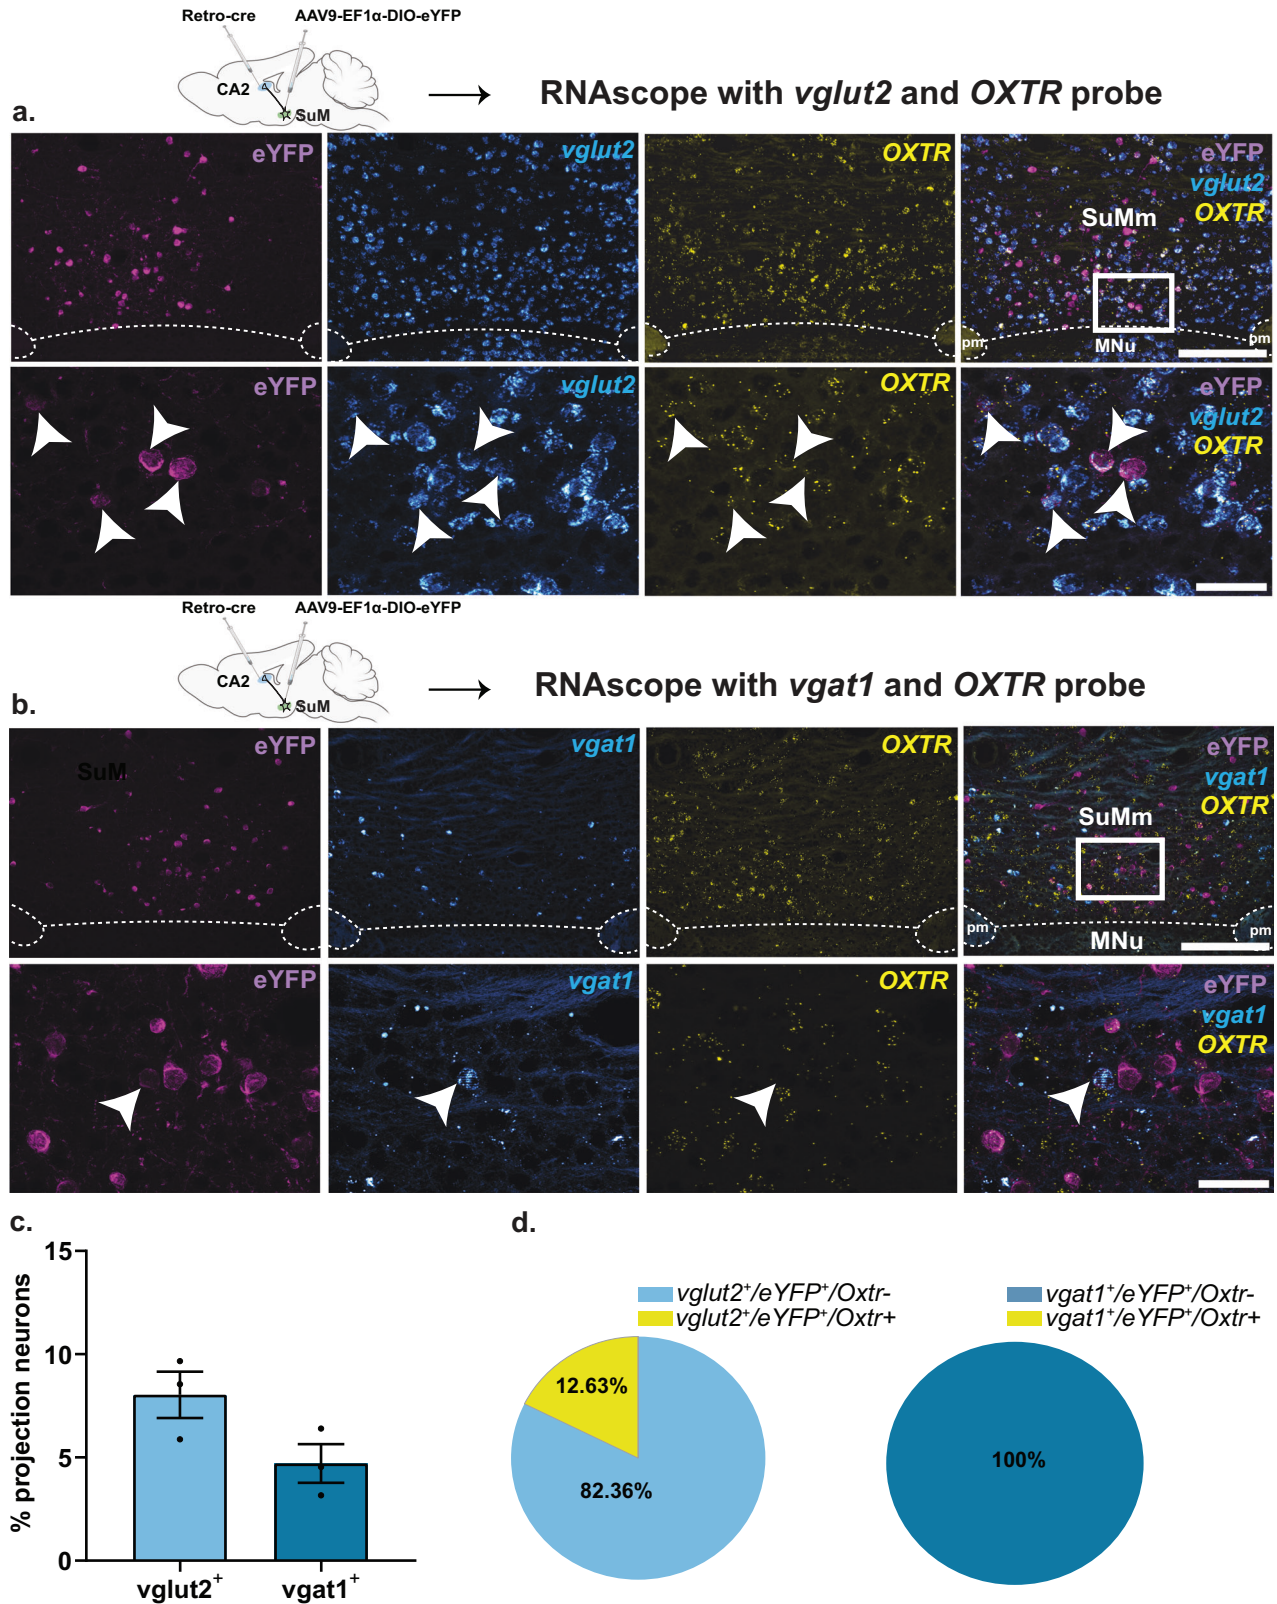 Retro-cre AAV9-EF1α-DIO-eYFP
CA2
SuM
RNAscope with vglut2 and OXTR probe
a.
eYFP
vglut2
OXTR
eYFP
vglut2
OXTR
SuMm
pm
MNu
pm
eYFP
vglut2
OXTR
eYFP
vglut2
OXTR
Retro-cre AAV9-EF1α-DIO-eYFP
CA2
SuM
RNAscope with vgat1 and OXTR probe
b.
eYFP
SuM
vgat1
OXTR
eYFP
vgat1
OXTR
SuMm
pm
MNu
pm
eYFP
vgat1
OXTR
eYFP
vgat1
OXTR
c.
% projection neurons
15
10
5
0
vglut2⁺
vgat1⁺
d.
vglut2⁺/eYFP⁺/Oxtr-
vglut2⁺/eYFP⁺/Oxtr+
12.63%
82.36%
vgat1⁺/eYFP⁺/Oxtr-
vgat1⁺/eYFP⁺/Oxtr+
100%